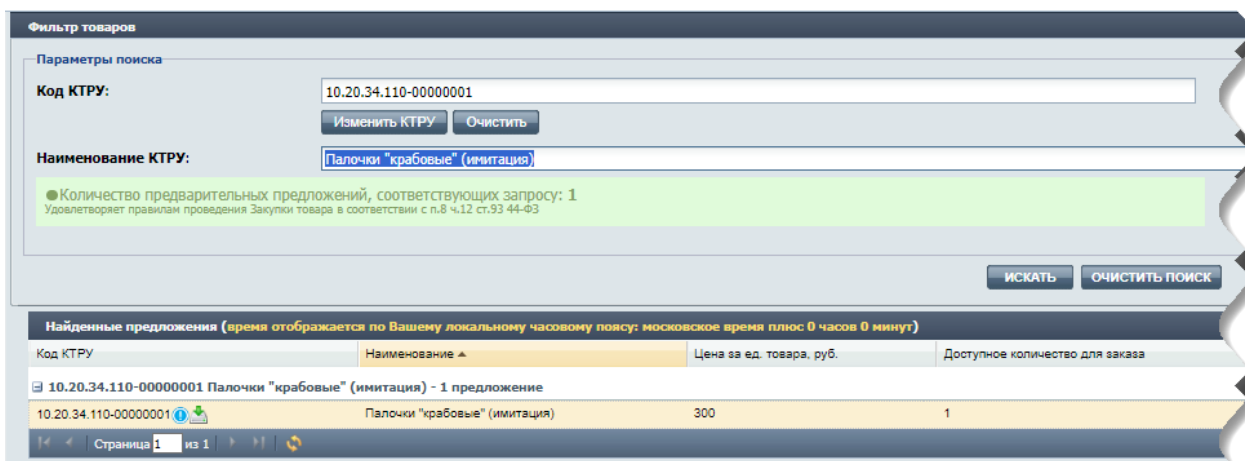 Фильтр товаров
Параметры поиска
Код КТРУ: 10.20.34.110-00000001
Изменить КТРУ Очистить
Наименование КТРУ: Палочки "крабовые" (имитация)
Количество предварительных предложений, соответствующих запросу: 1
Удовлетворяет правилам проведения Закупки товара в соответствии с п.8 ч.12 ст.93 44-ФЗ
ИСКАТЬ ОЧИСТИТЬ ПОИСК
Найденные предложения (время отображается по Вашему локальному часовому поясу: московское время плюс 0 часов 0 минут)
Код КТРУ Наименование Цена за ед. товара, руб. Доступное количество для заказа
10.20.34.110-00000001 Палочки "крабовые" (имитация) - 1 предложение
10.20.34.110-00000001 Палочки "крабовые" (имитация) 300 1
Страница 1 из 1